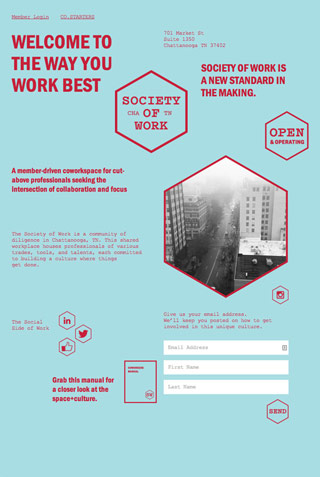 Member Login
CO.STARTERS
WELCOME TO
THE WAY YOU
WORK BEST
701 Market St
Suite 1350
Chattanooga TN 37402
SOCIETY OF WORK IS
A NEW STANDARD IN
THE MAKING.
SOCIETY
CHA OF TN
WORK
OPEN
& OPERATING
A member-driven coworkspace for cut-
above professionals seeking the
intersection of collaboration and focus
The Society of Work is a community of
diligence in Chattanooga, TN. This shared
workplace houses professionals of various
trades, tools, and talents, each committed
to building a culture where things
get done.
The Social
Side of Work
in
Give us your email address.
We'll keep you posted on how to get
involved in this unique culture.
Email Address
First Name
Last Name
SEND
Grab this manual for
a closer look at the
space+culture.